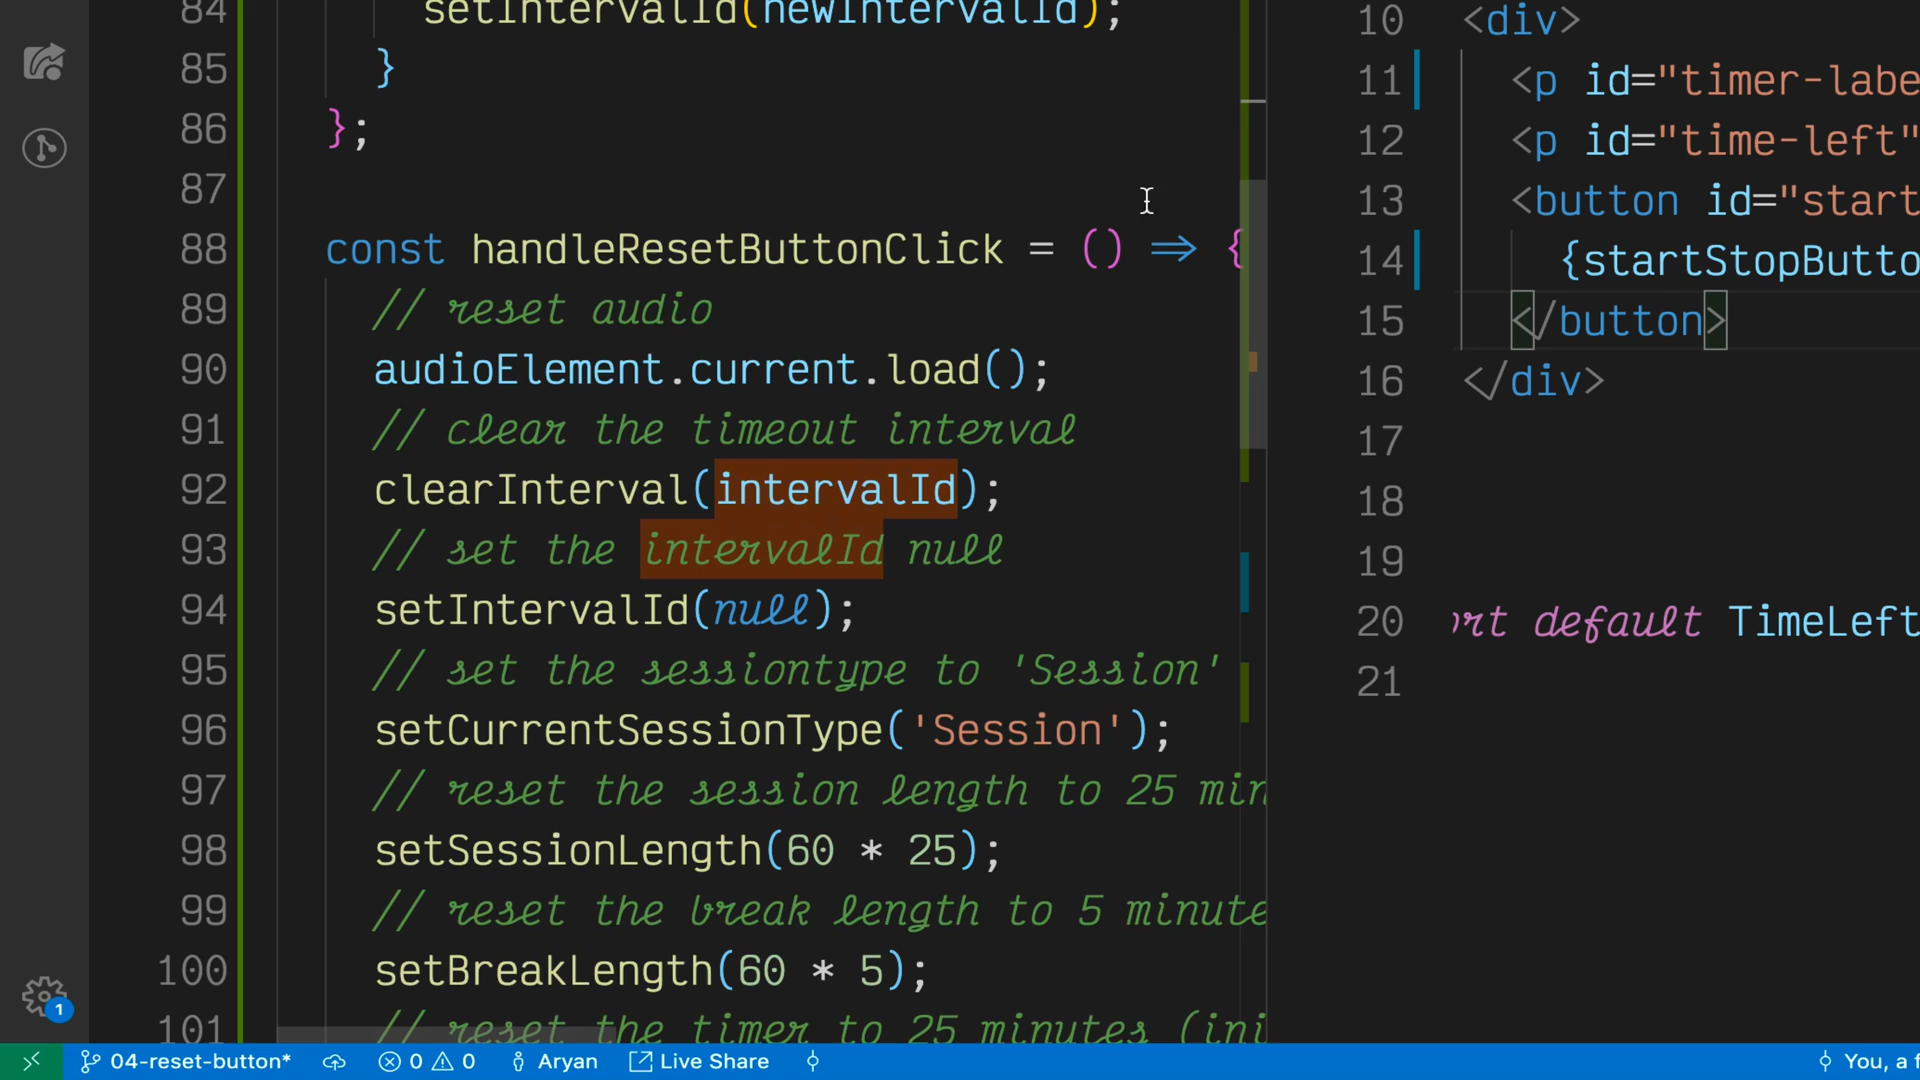 84 setIntervalId(newIntervalId);
85 }
86 };
87
88 const handleResetButtonClick = () => {
89 // reset audio
90 audioElement.current.load();
91 // clear the timeout interval
92 clearInterval(intervalId);
93 // set the intervalId null
94 setIntervalId(null);
95 // set the sessiontype to 'Session'
96 setCurrentSessionType('Session');
97 // reset the session length to 25 min
98 setSessionLength(60 * 25);
99 // reset the break length to 5 minute
100 setBreakLength(60 * 5);
101 // reset the timer to 25 minutes (ini
10 <div>
11 <p id="timer-labe
12 <p id="time-left"
13 <button id="start
14 {startStopButto
15 </button>
16 </div>
17
18
19
20 rt default TimeLeft
21
1
04-reset-button* 0 0 Aryan Live Share You, a f